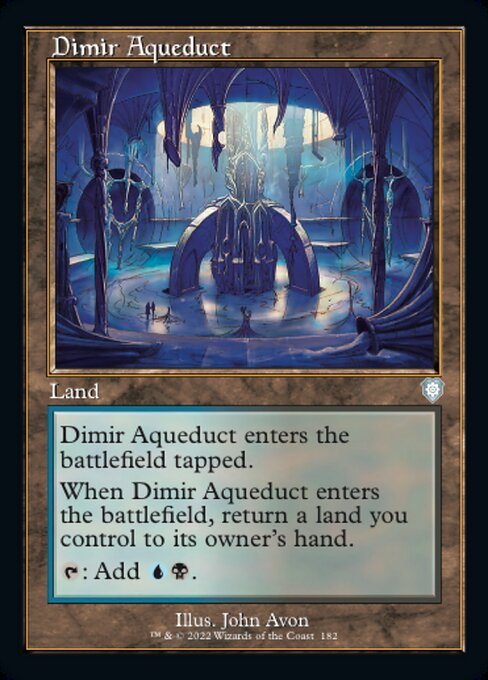 Dimir Aqueduct
Land
Dimir Aqueduct enters the
battlefield tapped.
When Dimir Aqueduct enters
the battlefield, return a land you
control to its owner's hand.
: Add .
Illus. John Avon
™ & © 2022 Wizards of the Coast 182